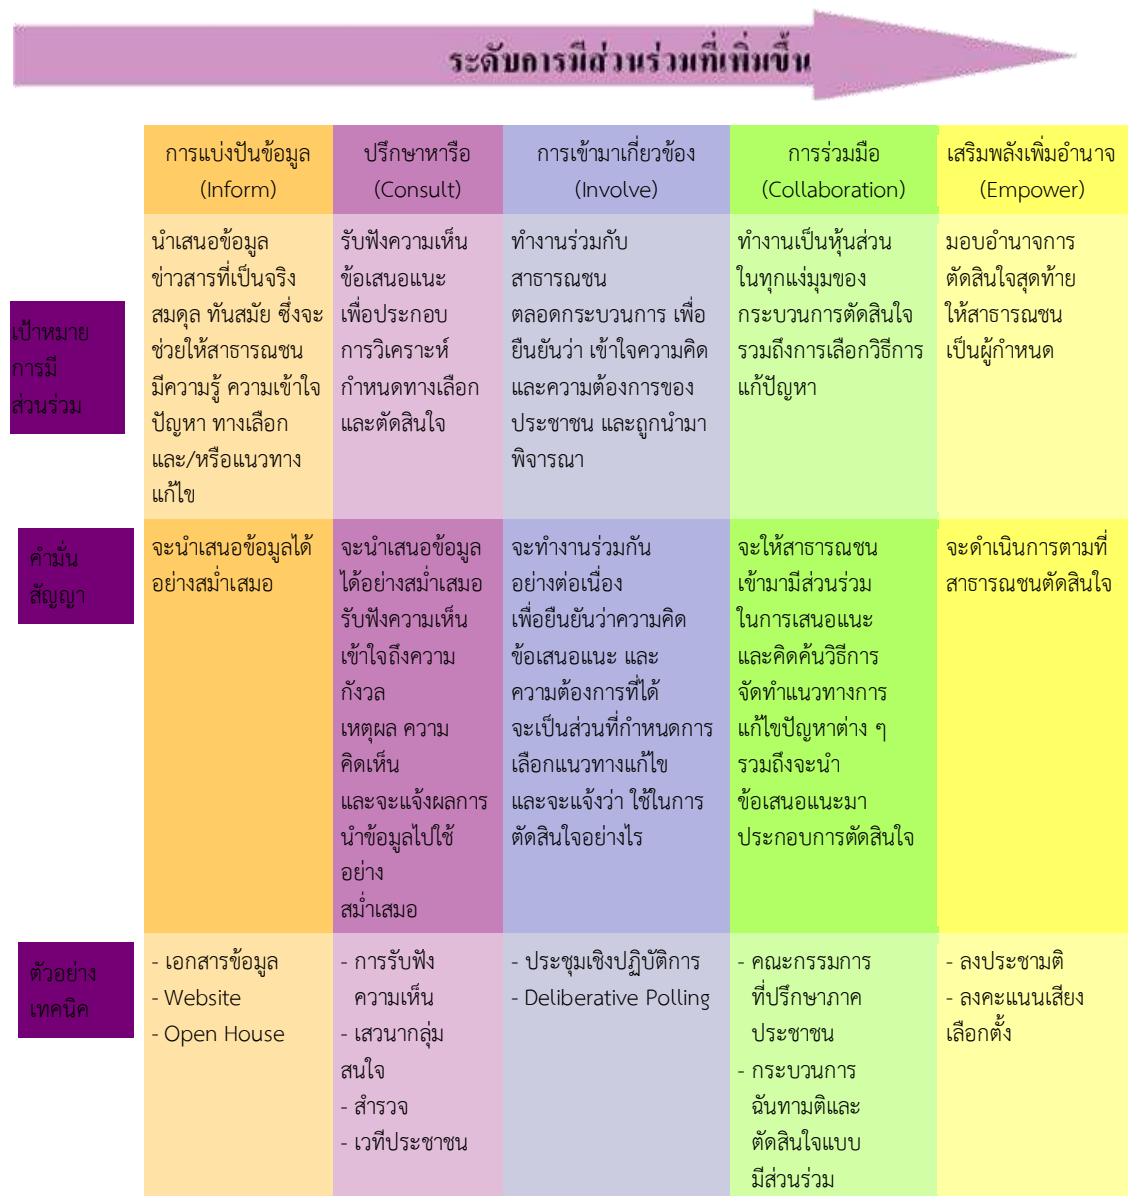 ระดับการมีส่วนร่วมที่เพิ่มขึ้น
การแบ่งปันข้อมูล
(Inform)
ปรึกษาหารือ
(Consult)
การเข้ามาเกี่ยวข้อง
(Involve)
การร่วมมือ
(Collaboration)
เสริมพลังเพิ่มอำนาจ
(Empower)
เป้าหมาย
การมี
ส่วนร่วม
นำเสนอข้อมูล
ข่าวสารที่เป็นจริง
สมดุล ทันสมัย ซึ่งจะ
ช่วยให้สาธารณชน
มีความรู้ ความเข้าใจ
ปัญหา ทางเลือก
และ/หรือแนวทาง
แก้ไข
รับฟังความเห็น
ข้อเสนอแนะ
เพื่อประกอบ
การวิเคราะห์
กำหนดทางเลือก
และตัดสินใจ
ทำงานร่วมกับ
สาธารณชน
ตลอดกระบวนการ เพื่อ
ยืนยันว่า เข้าใจความคิด
และความต้องการของ
ประชาชน และถูกนำมา
พิจารณา
ทำงานเป็นหุ้นส่วน
ในทุกแง่มุมของ
กระบวนการตัดสินใจ
รวมถึงการเลือกวิธีการ
แก้ปัญหา
มอบอำนาจการ
ตัดสินใจสุดท้าย
ให้สาธารณชน
เป็นผู้กำหนด
คำมั่น
สัญญา
จะนำเสนอข้อมูลได้
อย่างสม่ำเสมอ
จะนำเสนอข้อมูล
ได้อย่างสม่ำเสมอ
รับฟังความเห็น
เข้าใจถึงความ
กังวล
เหตุผล ความ
คิดเห็น
และจะแจ้งผลการ
นำข้อมูลไปใช้
อย่าง
สม่ำเสมอ
จะทำงานร่วมกัน
อย่างต่อเนื่อง
เพื่อยืนยันว่าความคิด
ข้อเสนอแนะ และ
ความต้องการที่ได้
จะเป็นส่วนที่กำหนดการ
เลือกแนวทางแก้ไข
และจะแจ้งว่า ใช้ในการ
ตัดสินใจอย่างไร
จะให้สาธารณชน
เข้ามามีส่วนร่วม
ในการเสนอแนะ
และคิดค้นวิธีการ
จัดทำแนวทางการ
แก้ไขปัญหาต่าง ๆ
รวมถึงจะนำ
ข้อเสนอแนะมา
ประกอบการตัดสินใจ
จะดำเนินการตามที่
สาธารณชนตัดสินใจ
ตัวอย่าง
เทคนิค
- เอกสารข้อมูล
- Website
- Open House
- การรับฟัง
ความเห็น
- เสวนากลุ่ม
สนใจ
- สำรวจ
- เวทีประชาชน
- ประชุมเชิงปฏิบัติการ
- Deliberative Polling
- คณะกรรมการ
ที่ปรึกษาภาค
ประชาชน
- กระบวนการ
ฉันทามติและ
ตัดสินใจแบบ
มีส่วนร่วม
- ลงประชามติ
- ลงคะแนนเสียง
เลือกตั้ง